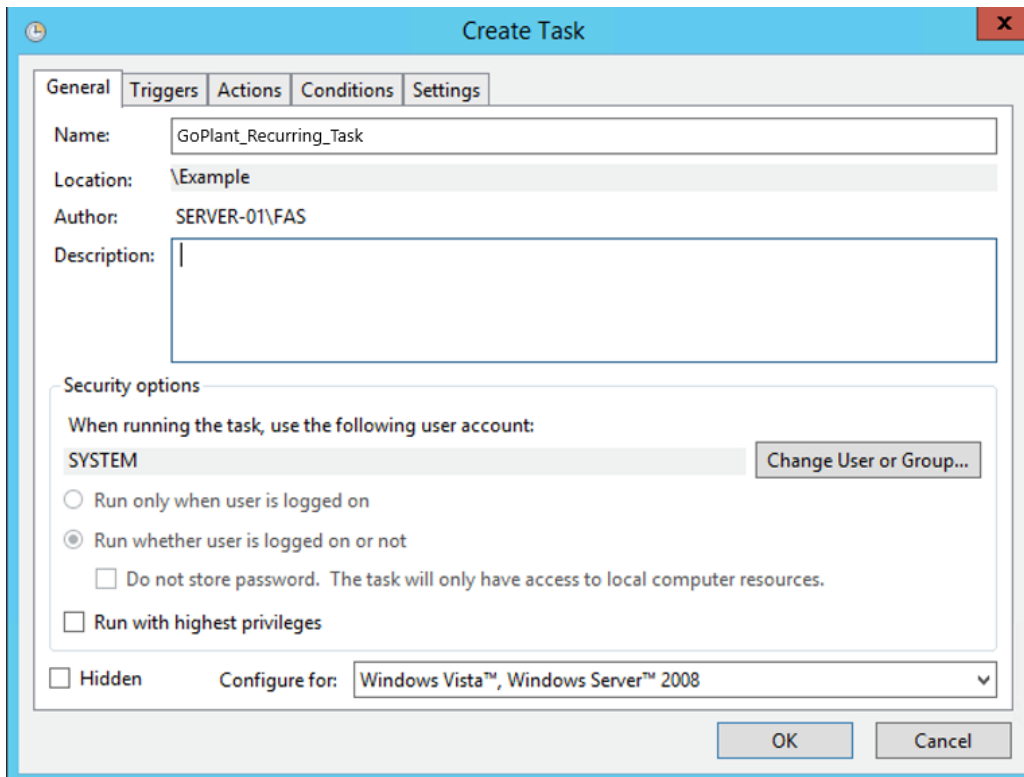 Create Task
x
General Triggers Actions Conditions Settings
Name: GoPlant_Recurring_Task
Location: \Example
Author: SERVER-01\FAS
Description:
Security options
When running the task, use the following user account:
SYSTEM Change User or Group...
Run only when user is logged on
Run whether user is logged on or not
Do not store password. The task will only have access to local computer resources.
Run with highest privileges
Hidden Configure for: Windows Vista™, Windows Server™ 2008
OK Cancel